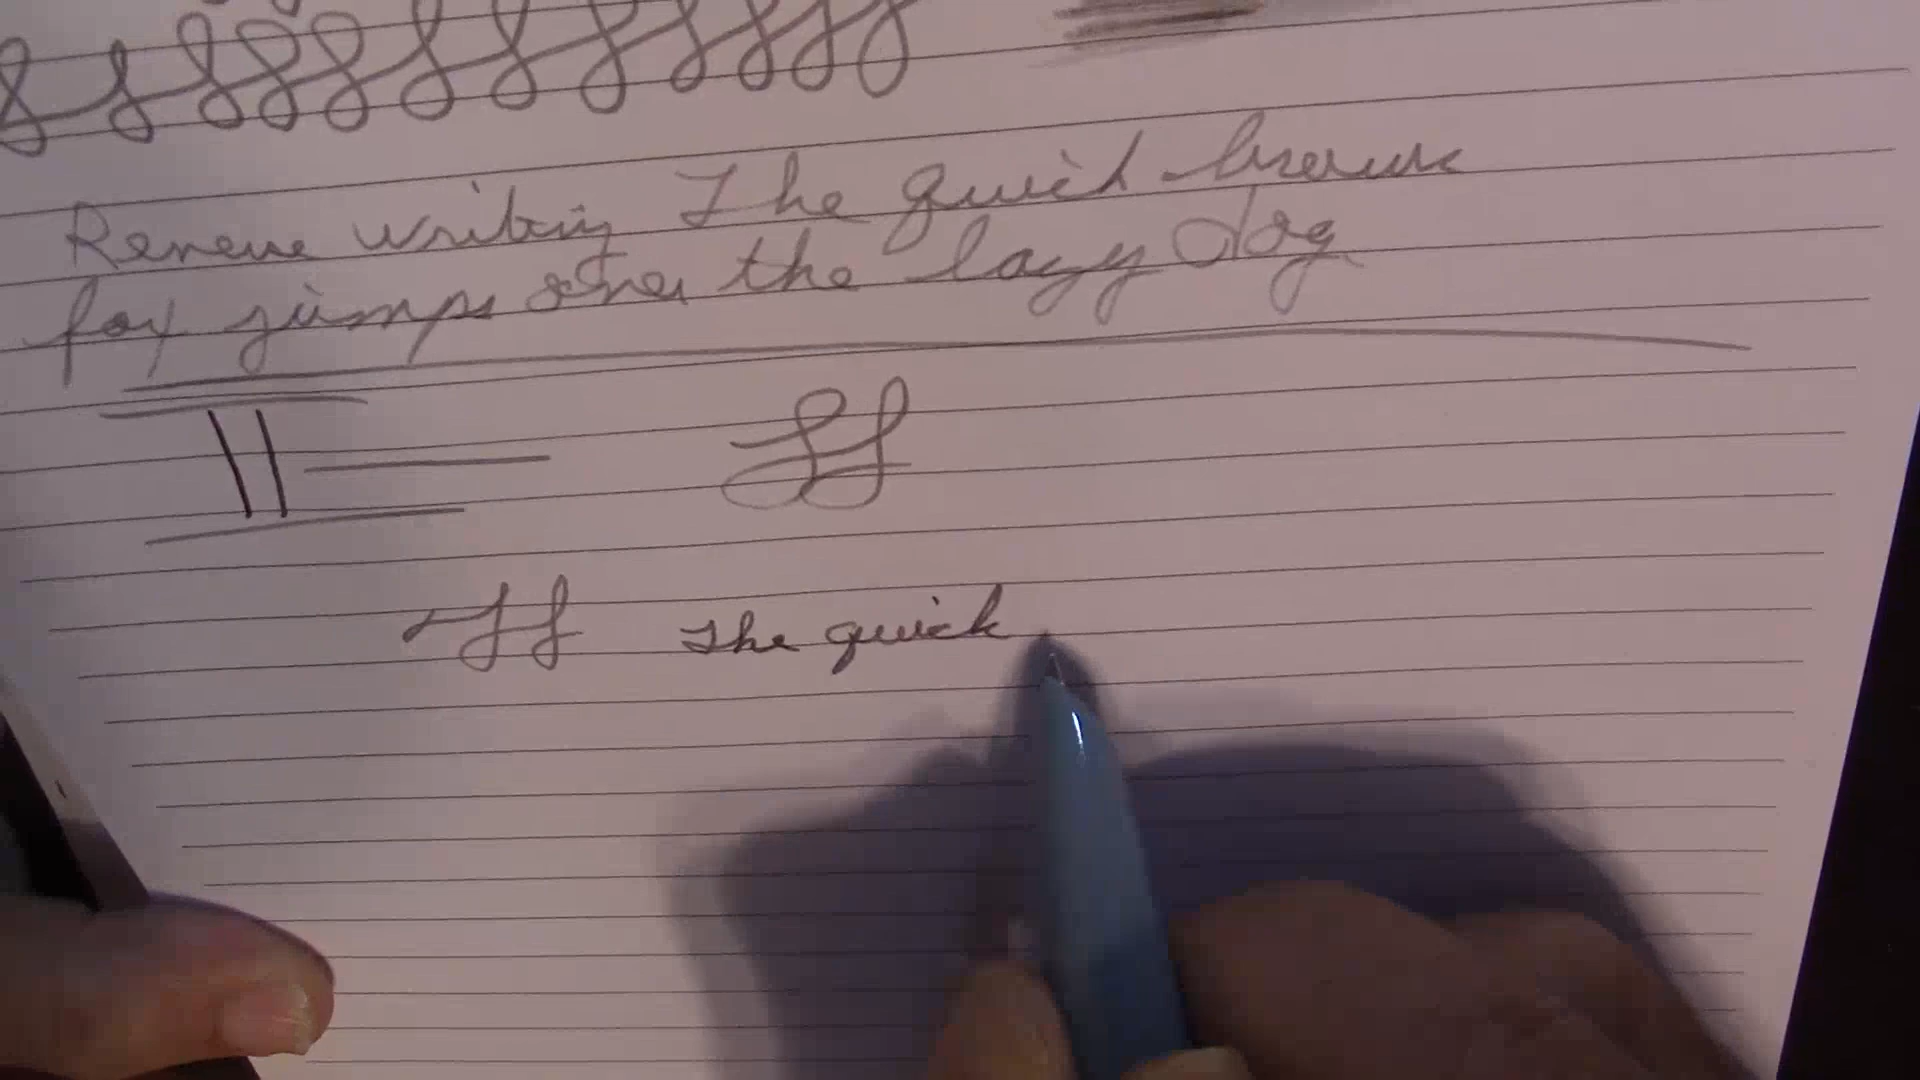 Reverse writing The quick brown
fox jumps over the lazy dog
The quick